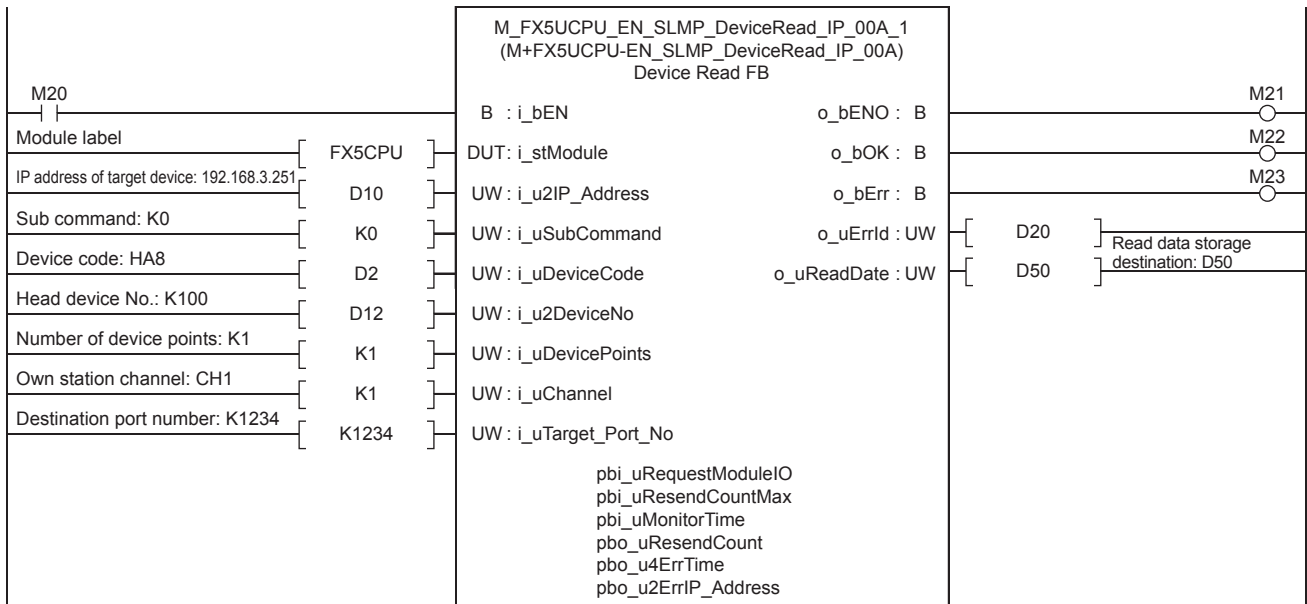 M_FX5UCPU_EN_SLMP_DeviceRead_IP_00A_1
(M+FX5UCPU-EN_SLMP_DeviceRead_IP_00A)
Device Read FB
M20
B : i_bEN
o_bENO : B
M21
Module label
FX5CPU
DUT: i_stModule
o_bOK : B
M22
IP address of target device: 192.168.3.251
D10
UW : i_u2IP_Address
o_bErr : B
M23
Sub command: K0
K0
UW : i_uSubCommand
o_uErrId : UW
D20
Device code: HA8
D2
UW : i_uDeviceCode
o_uReadDate : UW
D50
Read data storage
destination: D50
Head device No.: K100
D12
UW : i_u2DeviceNo
Number of device points: K1
K1
UW : i_uDevicePoints
Own station channel: CH1
K1
UW : i_uChannel
Destination port number: K1234
K1234
UW : i_uTarget_Port_No
pbi_uRequestModuleIO
pbi_uResendCountMax
pbi_uMonitorTime
pbo_uResendCount
pbo_u4ErrTime
pbo_u2ErrIP_Address